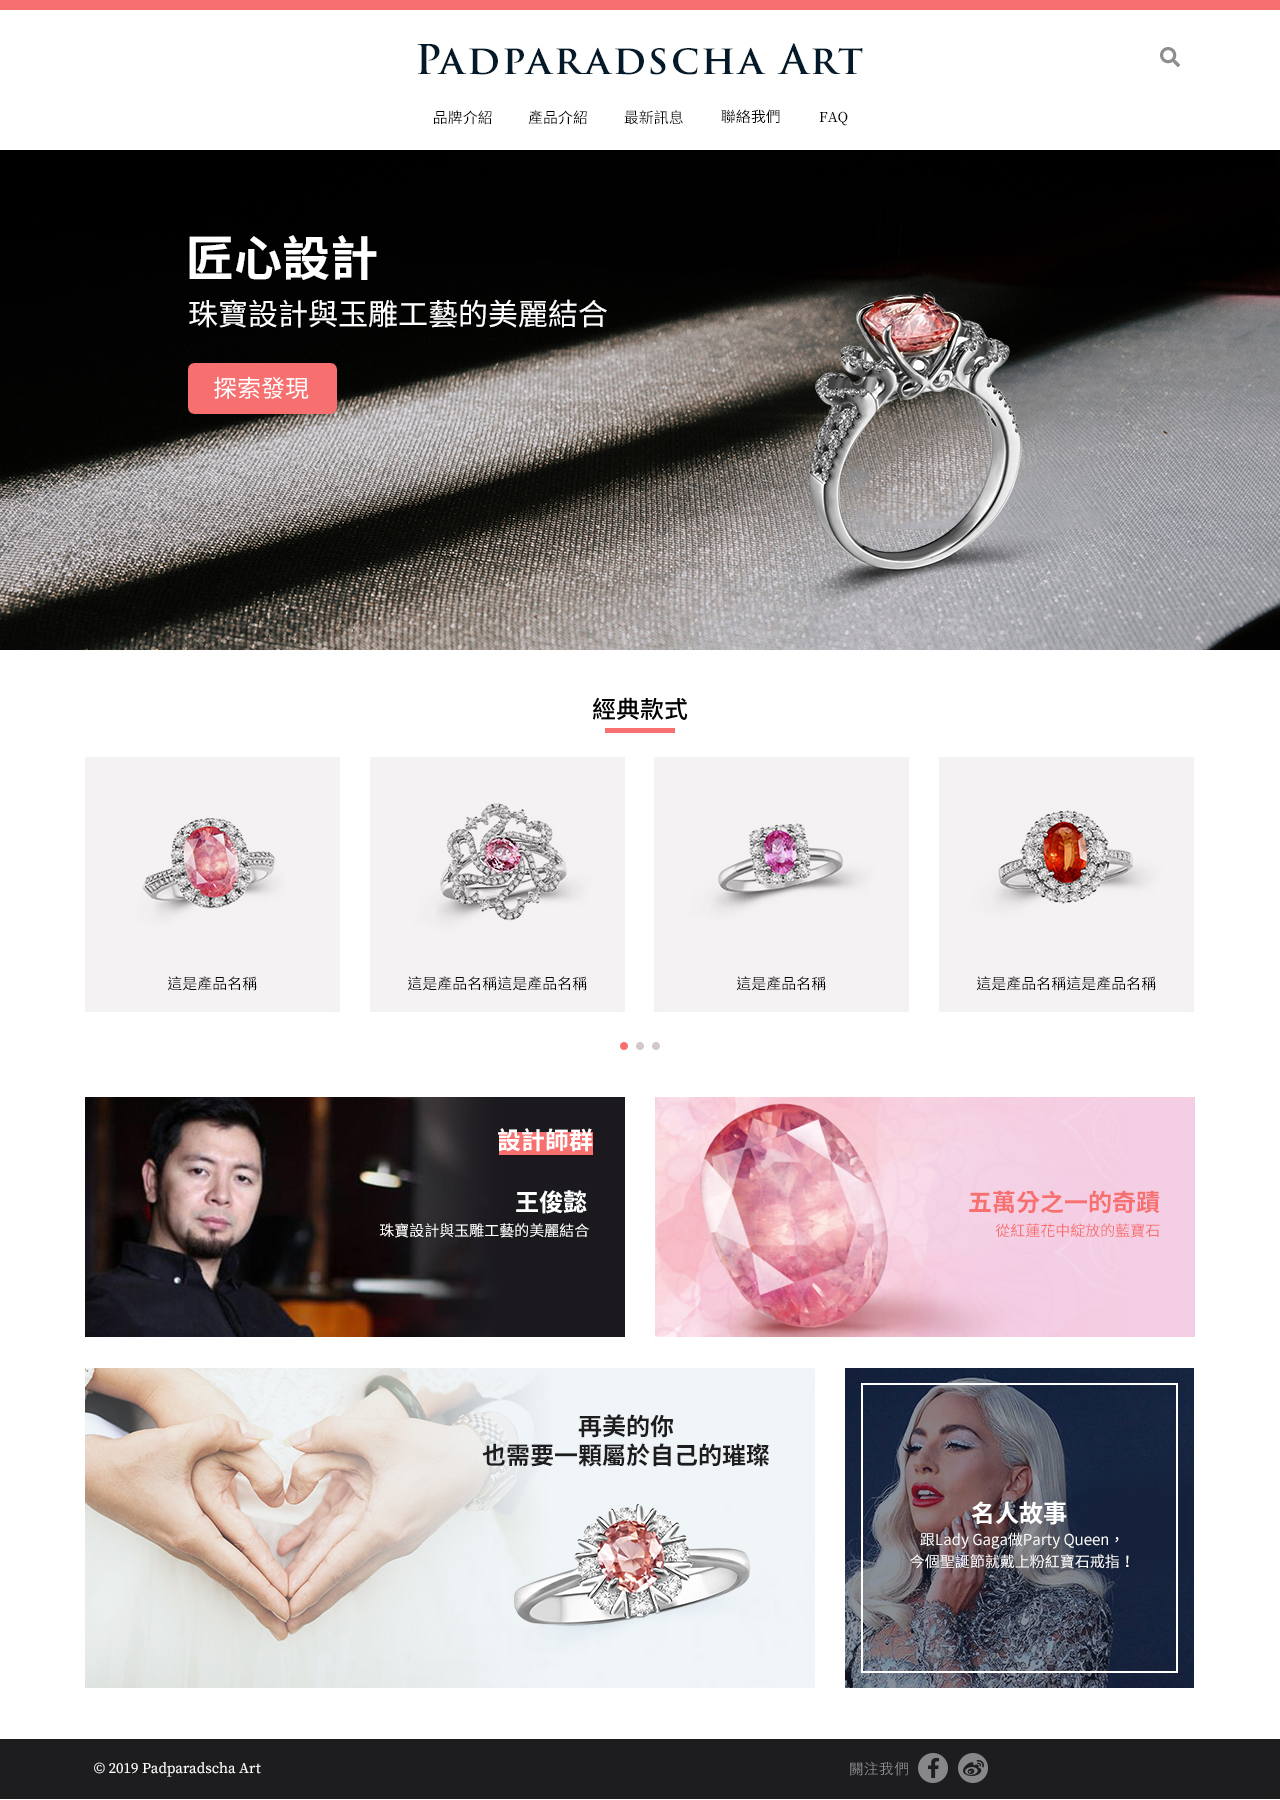 PADPARADSCHA ART
品牌介紹 產品介紹 最新訊息 聯絡我們 FAQ
匠心設計
珠寶設計與玉雕工藝的美麗結合
探索發現
經典款式
這是產品名稱
這是產品名稱這是產品名稱
這是產品名稱
這是產品名稱這是產品名稱
設計師群
王俊懿
珠寶設計與玉雕工藝的美麗結合
五萬分之一的奇蹟
從紅蓮花中綻放的藍寶石
再美的你
也需要一顆屬於自己的璀璨
名人故事
跟Lady Gaga做Party Queen，
今個聖誕節就戴上粉紅寶石戒指！
© 2019 Padparadscha Art
關注我們